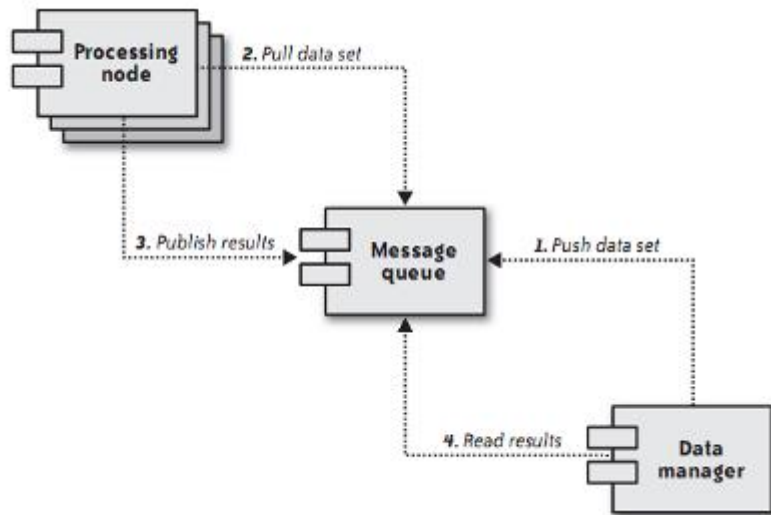 Processing
node
2. Pull data set
3. Publish results
Message
queue
1. Push data set
4. Read results
Data
manager